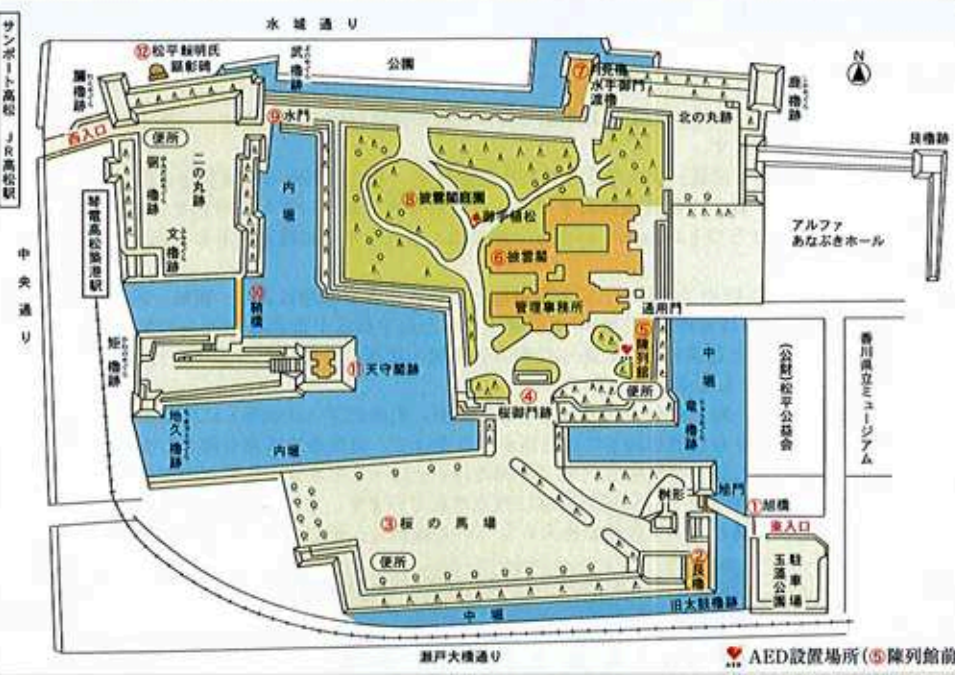 水城通り
サンポート高松 JR高松駅
⑫松平頼明氏
顕彰碑
武櫓跡
公園
⑦月見櫓
水手御門
渡櫓
N
鹿櫓跡
北の丸跡
艮櫓跡
西入口
便所
⑨水門
二の丸跡
弼櫓跡
文櫓跡
内堀
⑧披雲閣庭園
御手植松
⑥披雲閣
管理事務所
アルファ
あなぶきホール
通用門
琴電高松築港駅
中央通り
⑩鞘橋
矩櫓跡
⑪天守閣跡
地久櫓跡
内堀
⑤陳列館
便所
④
桜御門跡
中堀
竜櫓跡
(公財)松平公益会
香川県立ミュージアム
③桜の馬場
便所
桝形
旭門
①旭橋
東入口
②艮櫓
旧太鼓櫓跡
駐車場
玉藻公園
中堀
瀬戸大橋通り
AED設置場所(⑤陳列館前
AED